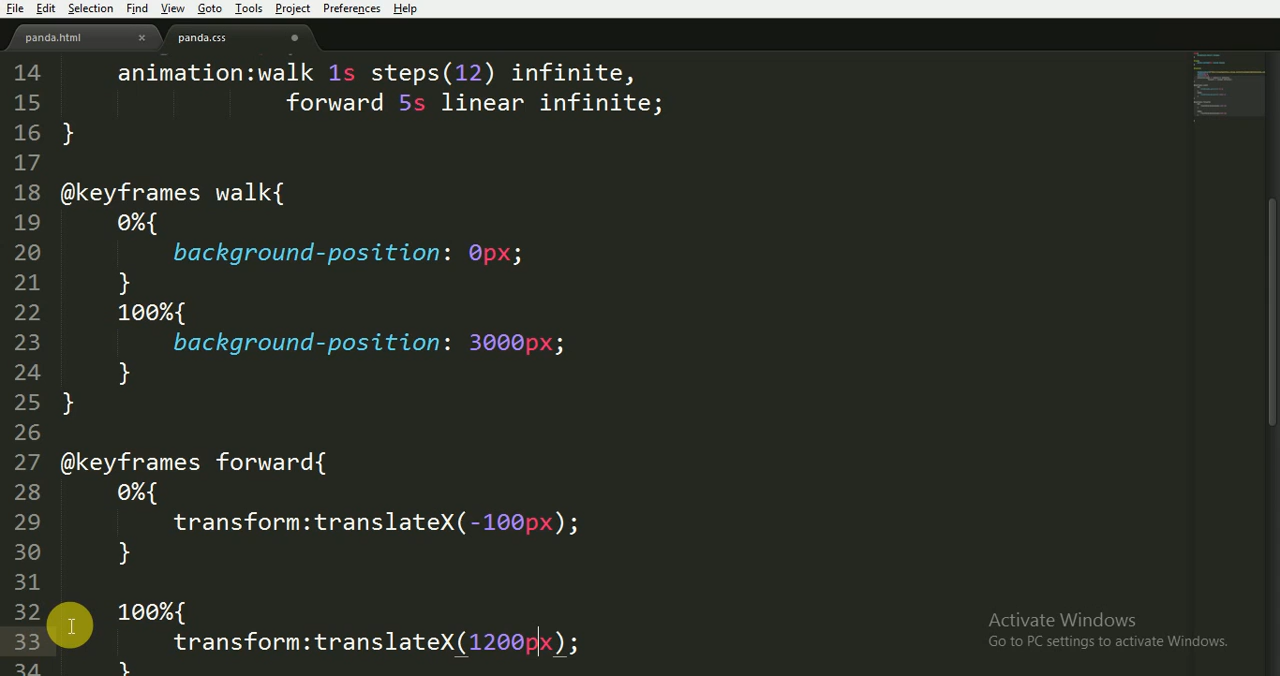 File Edit Selection Find View Goto Tools Project Preferences Help
panda.html × panda.css
14 animation:walk 1s steps(12) infinite,
15 forward 5s linear infinite;
16 }
17
18 @keyframes walk{
19 0%{
20 background-position: 0px;
21 }
22 100%{
23 background-position: 3000px;
24 }
25 }
26
27 @keyframes forward{
28 0%{
29 transform:translateX(-100px);
30 }
31
32 100%{
33 transform:translateX(1200px);
34 }
Activate Windows
Go to PC settings to activate Windows.